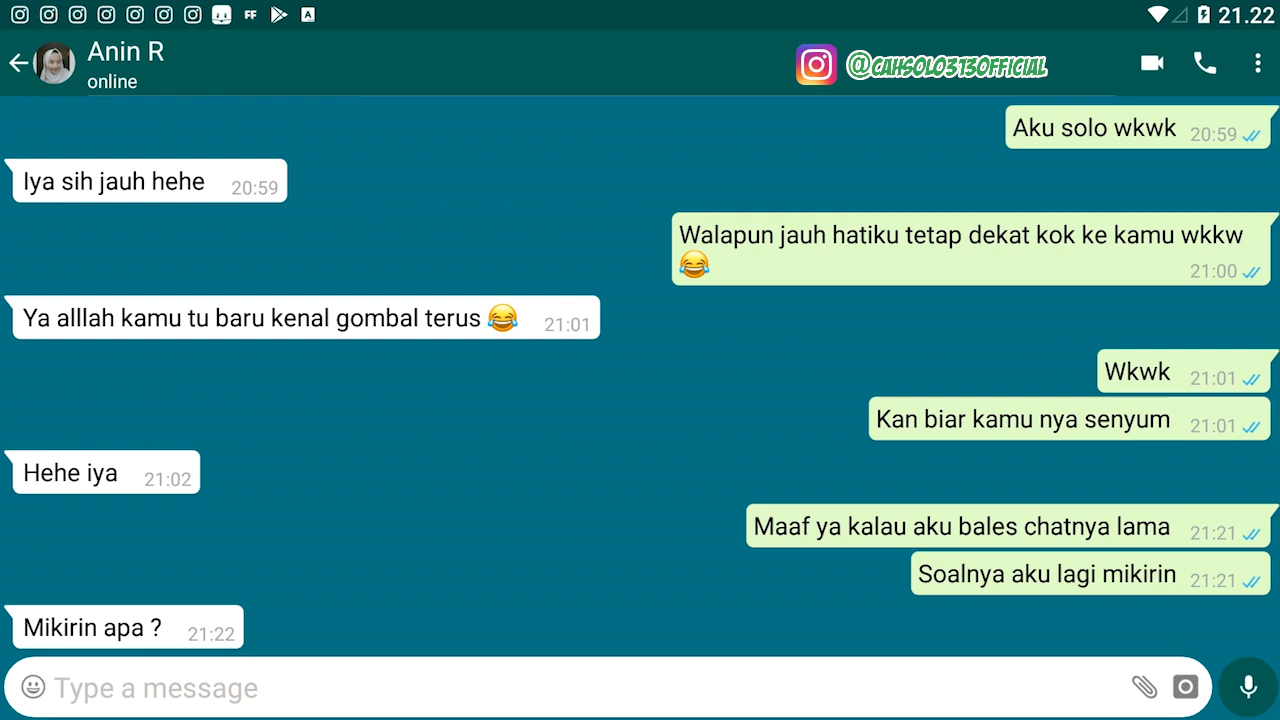 FF
A
21.22
Anin R
online
@CAHSOLO313OFFICIAL
Aku solo wkwk 20:59
Iya sih jauh hehe 20:59
Walapun jauh hatiku tetap dekat kok ke kamu wkkw
😂 21:00
Ya alllah kamu tu baru kenal gombal terus 😂 21:01
Wkwk 21:01
Kan biar kamu nya senyum 21:01
Hehe iya 21:02
Maaf ya kalau aku bales chatnya lama 21:21
Soalnya aku lagi mikirin 21:21
Mikirin apa ? 21:22
Type a message